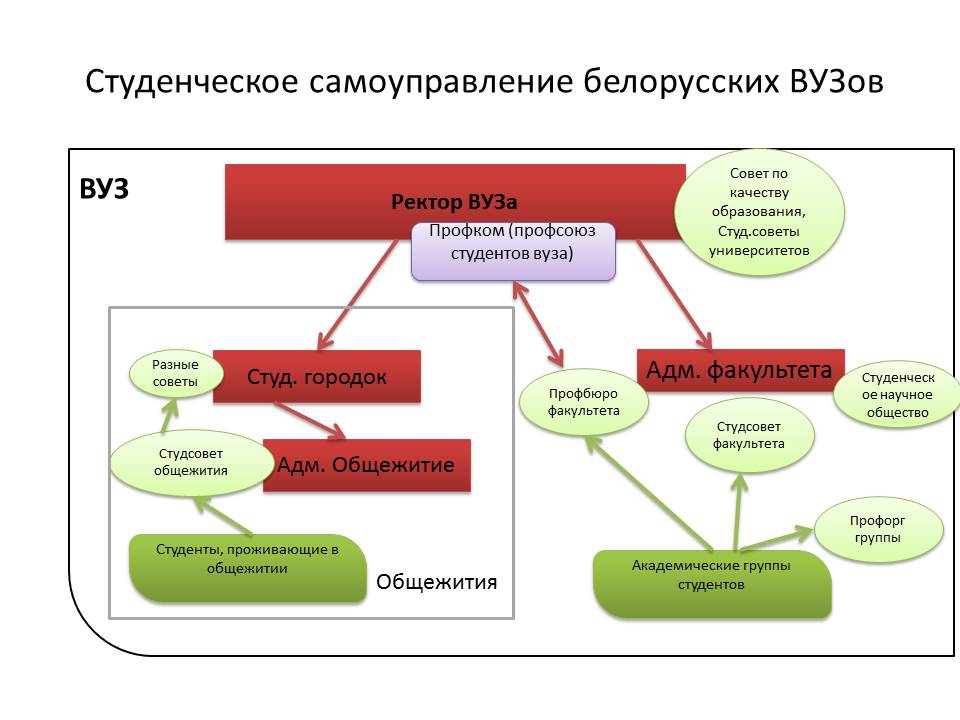 Студенческое самоуправление белорусских ВУЗов
ВУЗ
Ректор ВУЗа
Совет по
качеству
образования,
Студ.советы
университетов
Профком (профсоюз
студентов вуза)
Разные
советы
Студ. городок
Адм. факультета
Профбюро
факультета
Студенческ
ое научное
общество
Студсовет
факультета
Студсовет
общежития
Адм. Общежитие
Профорг
группы
Студенты, проживающие в
общежитии
Общежития
Академические группы
студентов